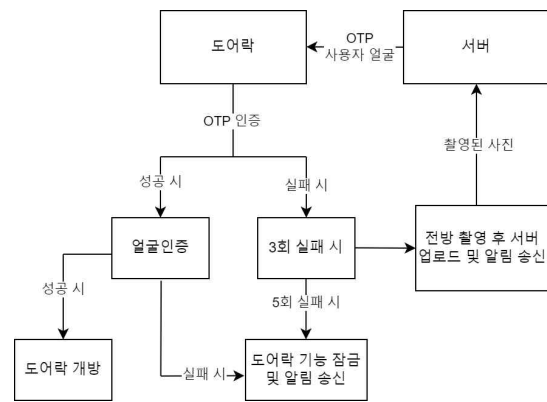 도어락
OTP
사용자 얼굴
서버
OTP 인증
촬영된 사진
성공 시
실패 시
얼굴인증
3회 실패 시
전방 촬영 후 서버
업로드 및 알림 송신
성공 시
5회 실패 시
도어락 개방
실패 시
도어락 기능 잠금
및 알림 송신